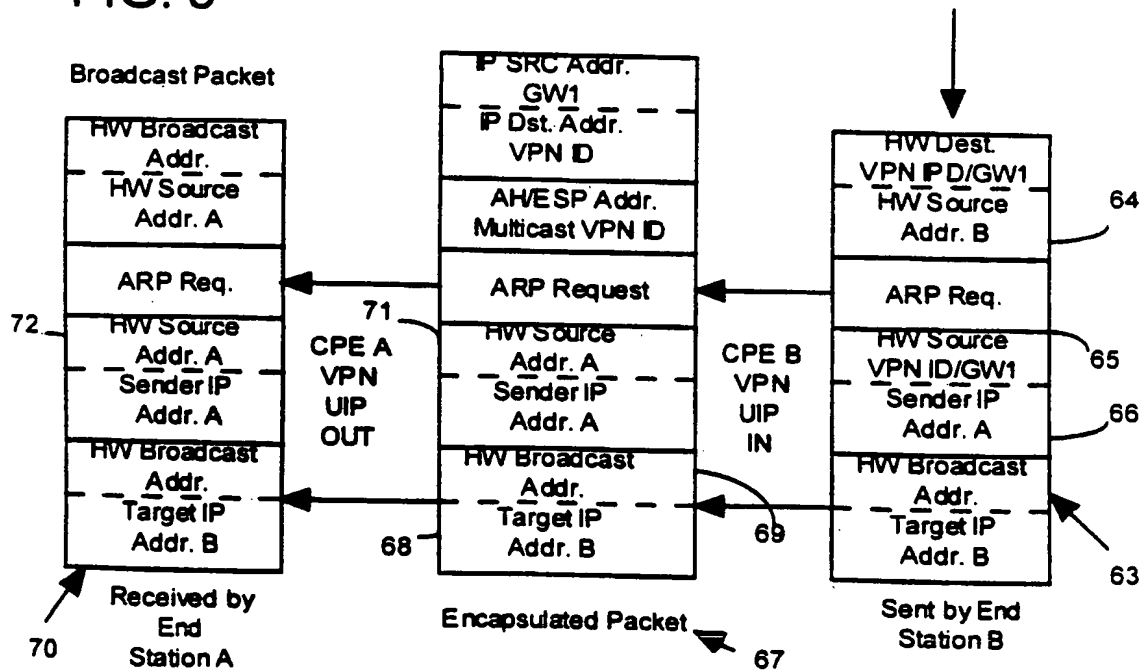 Broadcast Packet
HW Broadcast
Addr.
HW Source
Addr. A
ARP Req.
72
HW Source
Addr. A
Sender IP
Addr. A
HW Broadcast
Addr.
Target IP
Addr. B
70
Received by
End
Station A
CPE A
VPN
UIP
OUT
IP SRC Addr.
GW1
IP Dst. Addr.
VPN ID
AH/ESP Addr.
Multicast VPN ID
ARP Request
71
HW Source
Addr. A
Sender IP
Addr. A
HW Broadcast
Addr.
Target IP
Addr. B
68
69
Encapsulated Packet
67
CPE B
VPN
UIP
IN
HW Dest.
VPN IPD/GW1
HW Source
Addr. B
64
ARP Req.
65
HW Source
VPN ID/GW1
Sender IP
Addr. A
66
HW Broadcast
Addr.
Target IP
Addr. B
63
Sent by End
Station B